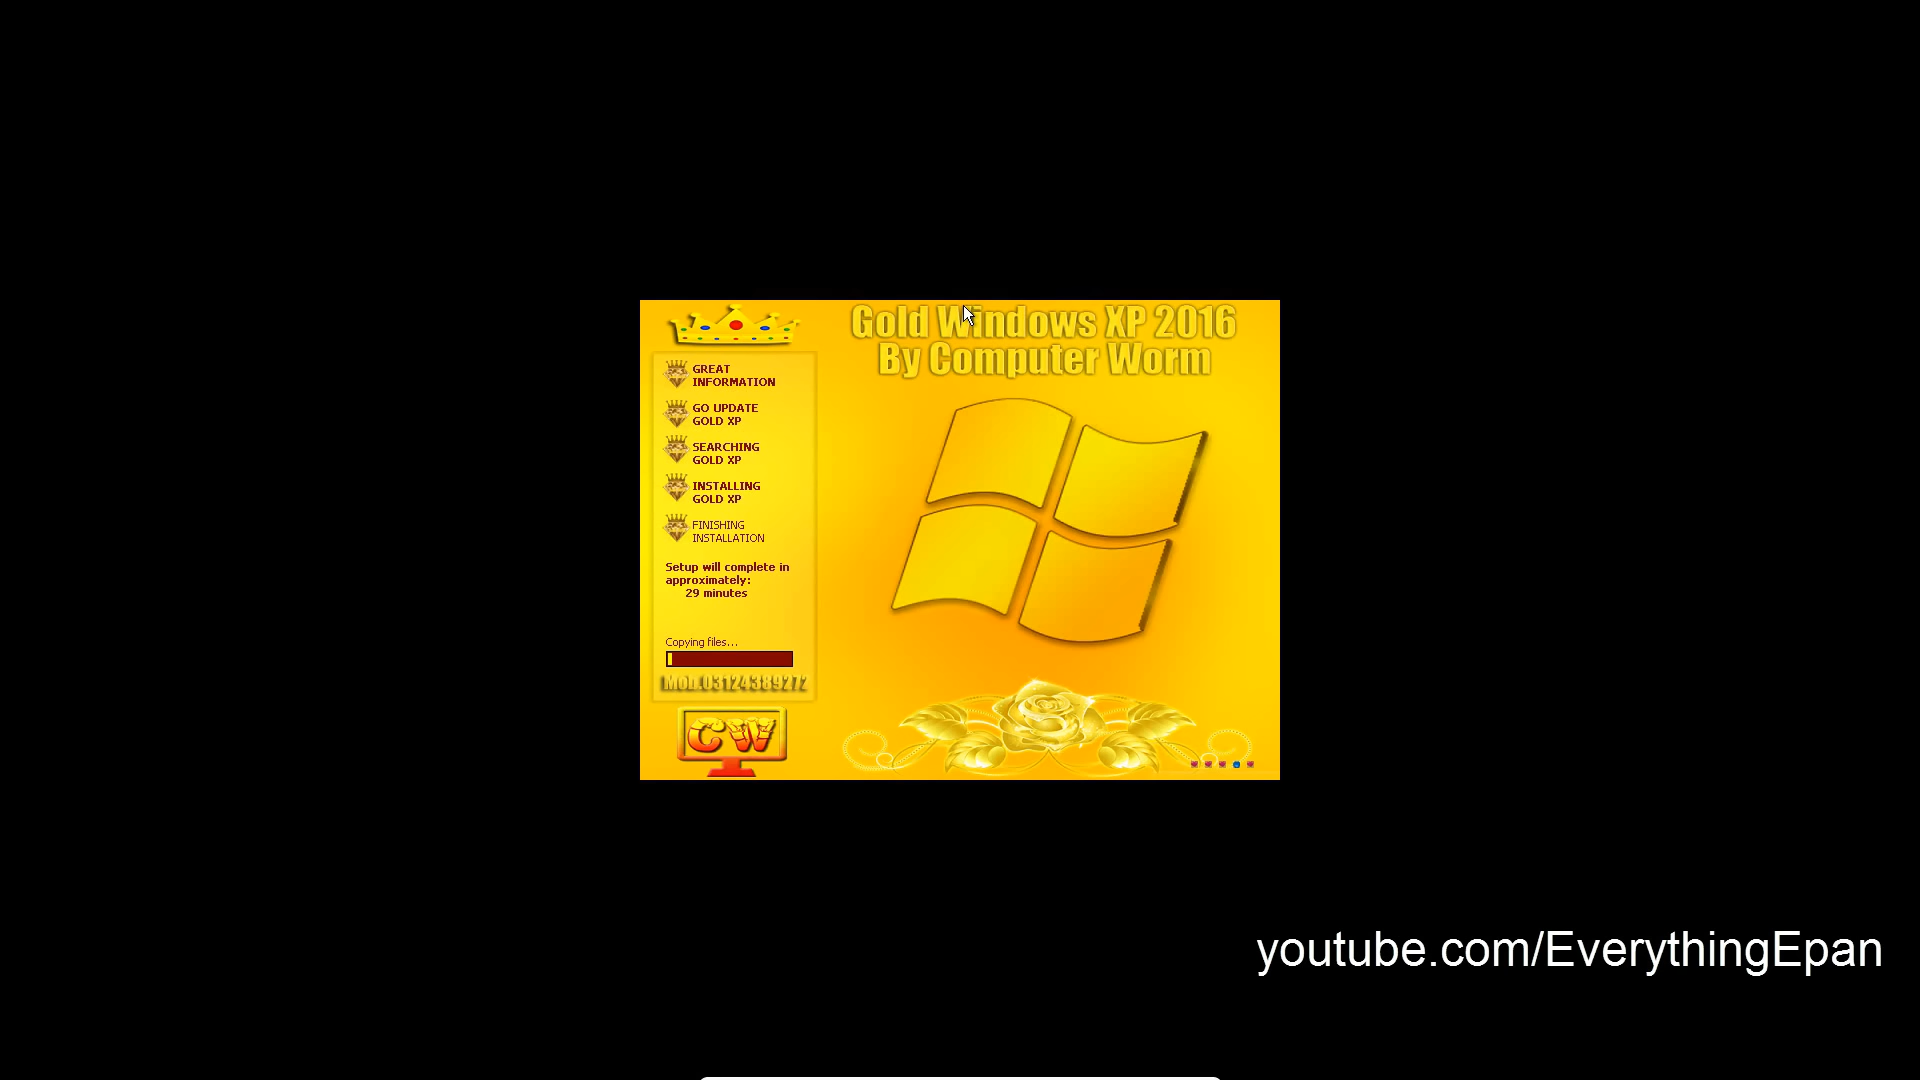 Gold Windows XP 2016
By Computer Worm
GREAT
INFORMATION
GO UPDATE
GOLD XP
SEARCHING
GOLD XP
INSTALLING
GOLD XP
FINISHING
INSTALLATION
Setup will complete in
approximately:
29 minutes
Copying files...
Mob:03124389272
CW
youtube.com/EverythingEpan